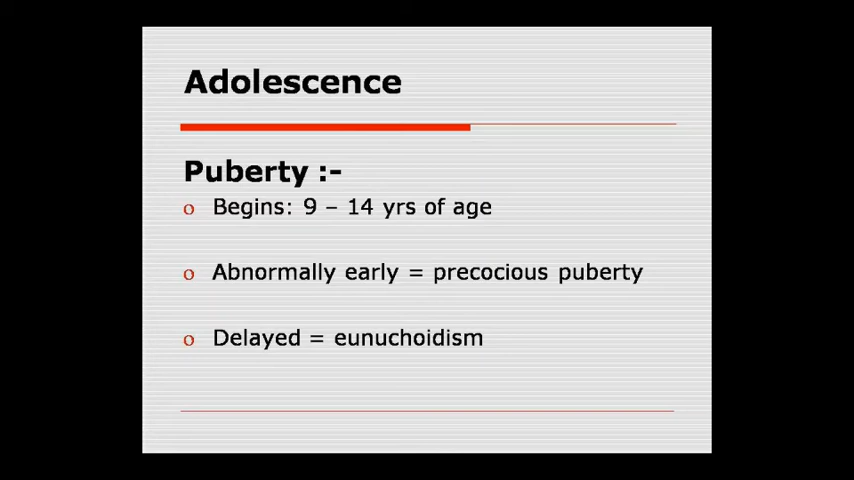 Adolescence
Puberty :-
o Begins: 9 – 14 yrs of age
o Abnormally early = precocious puberty
o Delayed = eunuchoidism